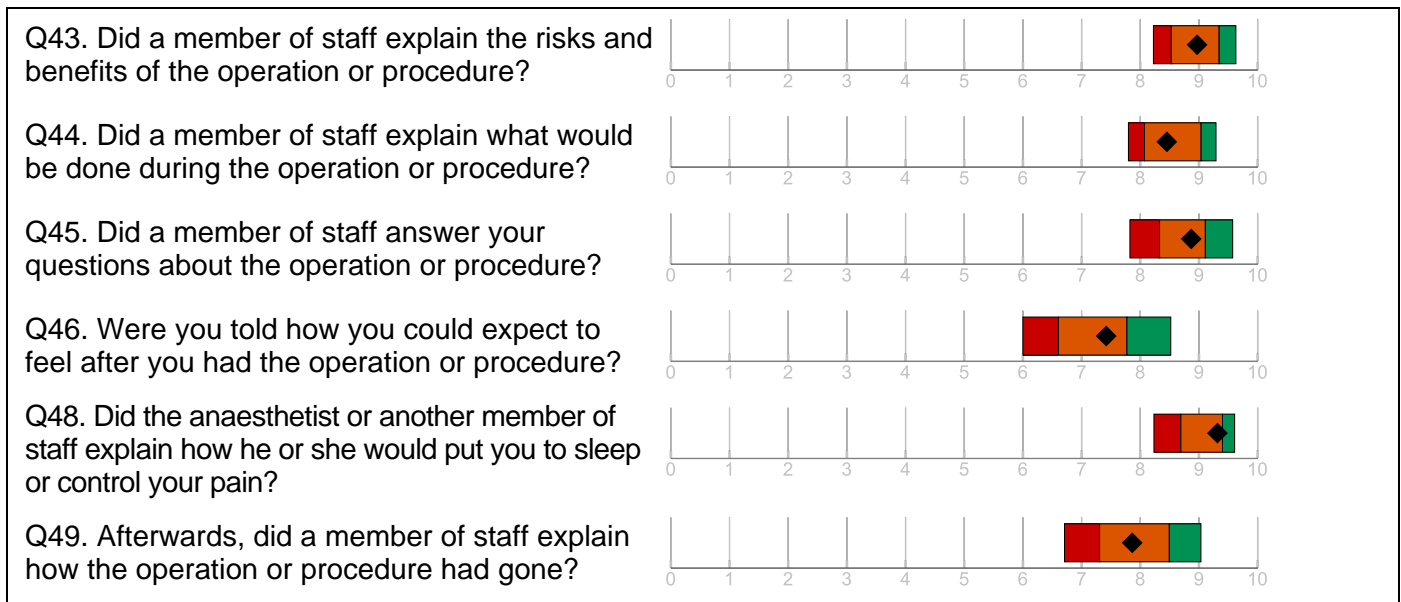 Q43. Did a member of staff explain the risks and
benefits of the operation or procedure?
0 1 2 3 4 5 6 7 8 9 10
Q44. Did a member of staff explain what would
be done during the operation or procedure?
0 1 2 3 4 5 6 7 8 9 10
Q45. Did a member of staff answer your
questions about the operation or procedure?
0 1 2 3 4 5 6 7 8 9 10
Q46. Were you told how you could expect to
feel after you had the operation or procedure?
0 1 2 3 4 5 6 7 8 9 10
Q48. Did the anaesthetist or another member of
staff explain how he or she would put you to sleep
or control your pain?
0 1 2 3 4 5 6 7 8 9 10
Q49. Afterwards, did a member of staff explain
how the operation or procedure had gone?
0 1 2 3 4 5 6 7 8 9 10